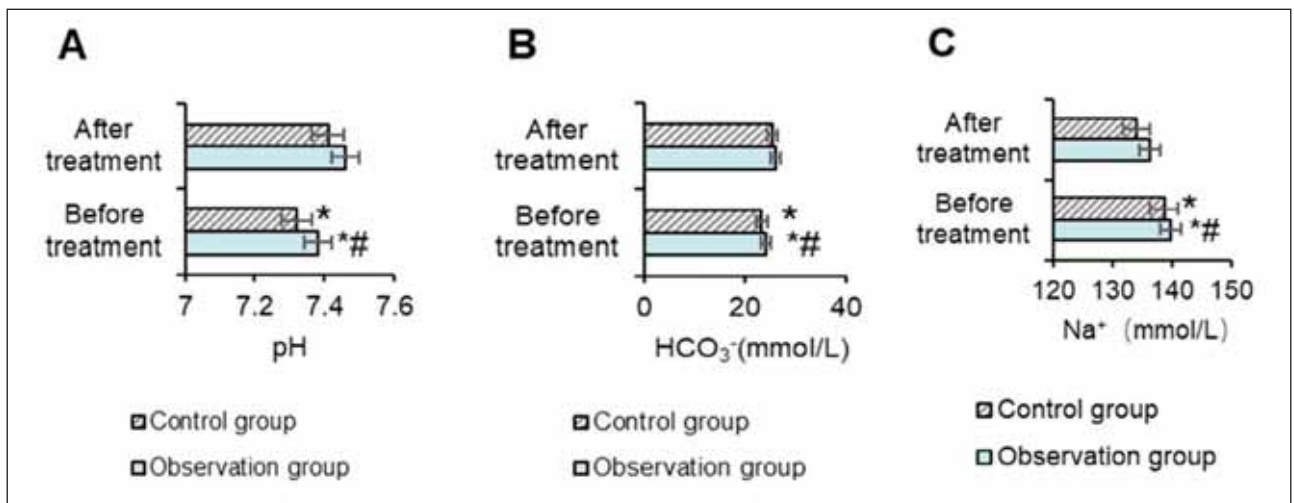 A
After
treatment
Before
treatment
*
*#
7 7.2 7.4 7.6
pH
Control group
Observation group
B
After
treatment
Before
treatment
*
*#
0 20 40
HCO₃⁻(mmol/L)
Control group
Observation group
C
After
treatment
Before
treatment
*
*#
120 130 140 150
Na⁺ (mmol/L)
Control group
Observation group